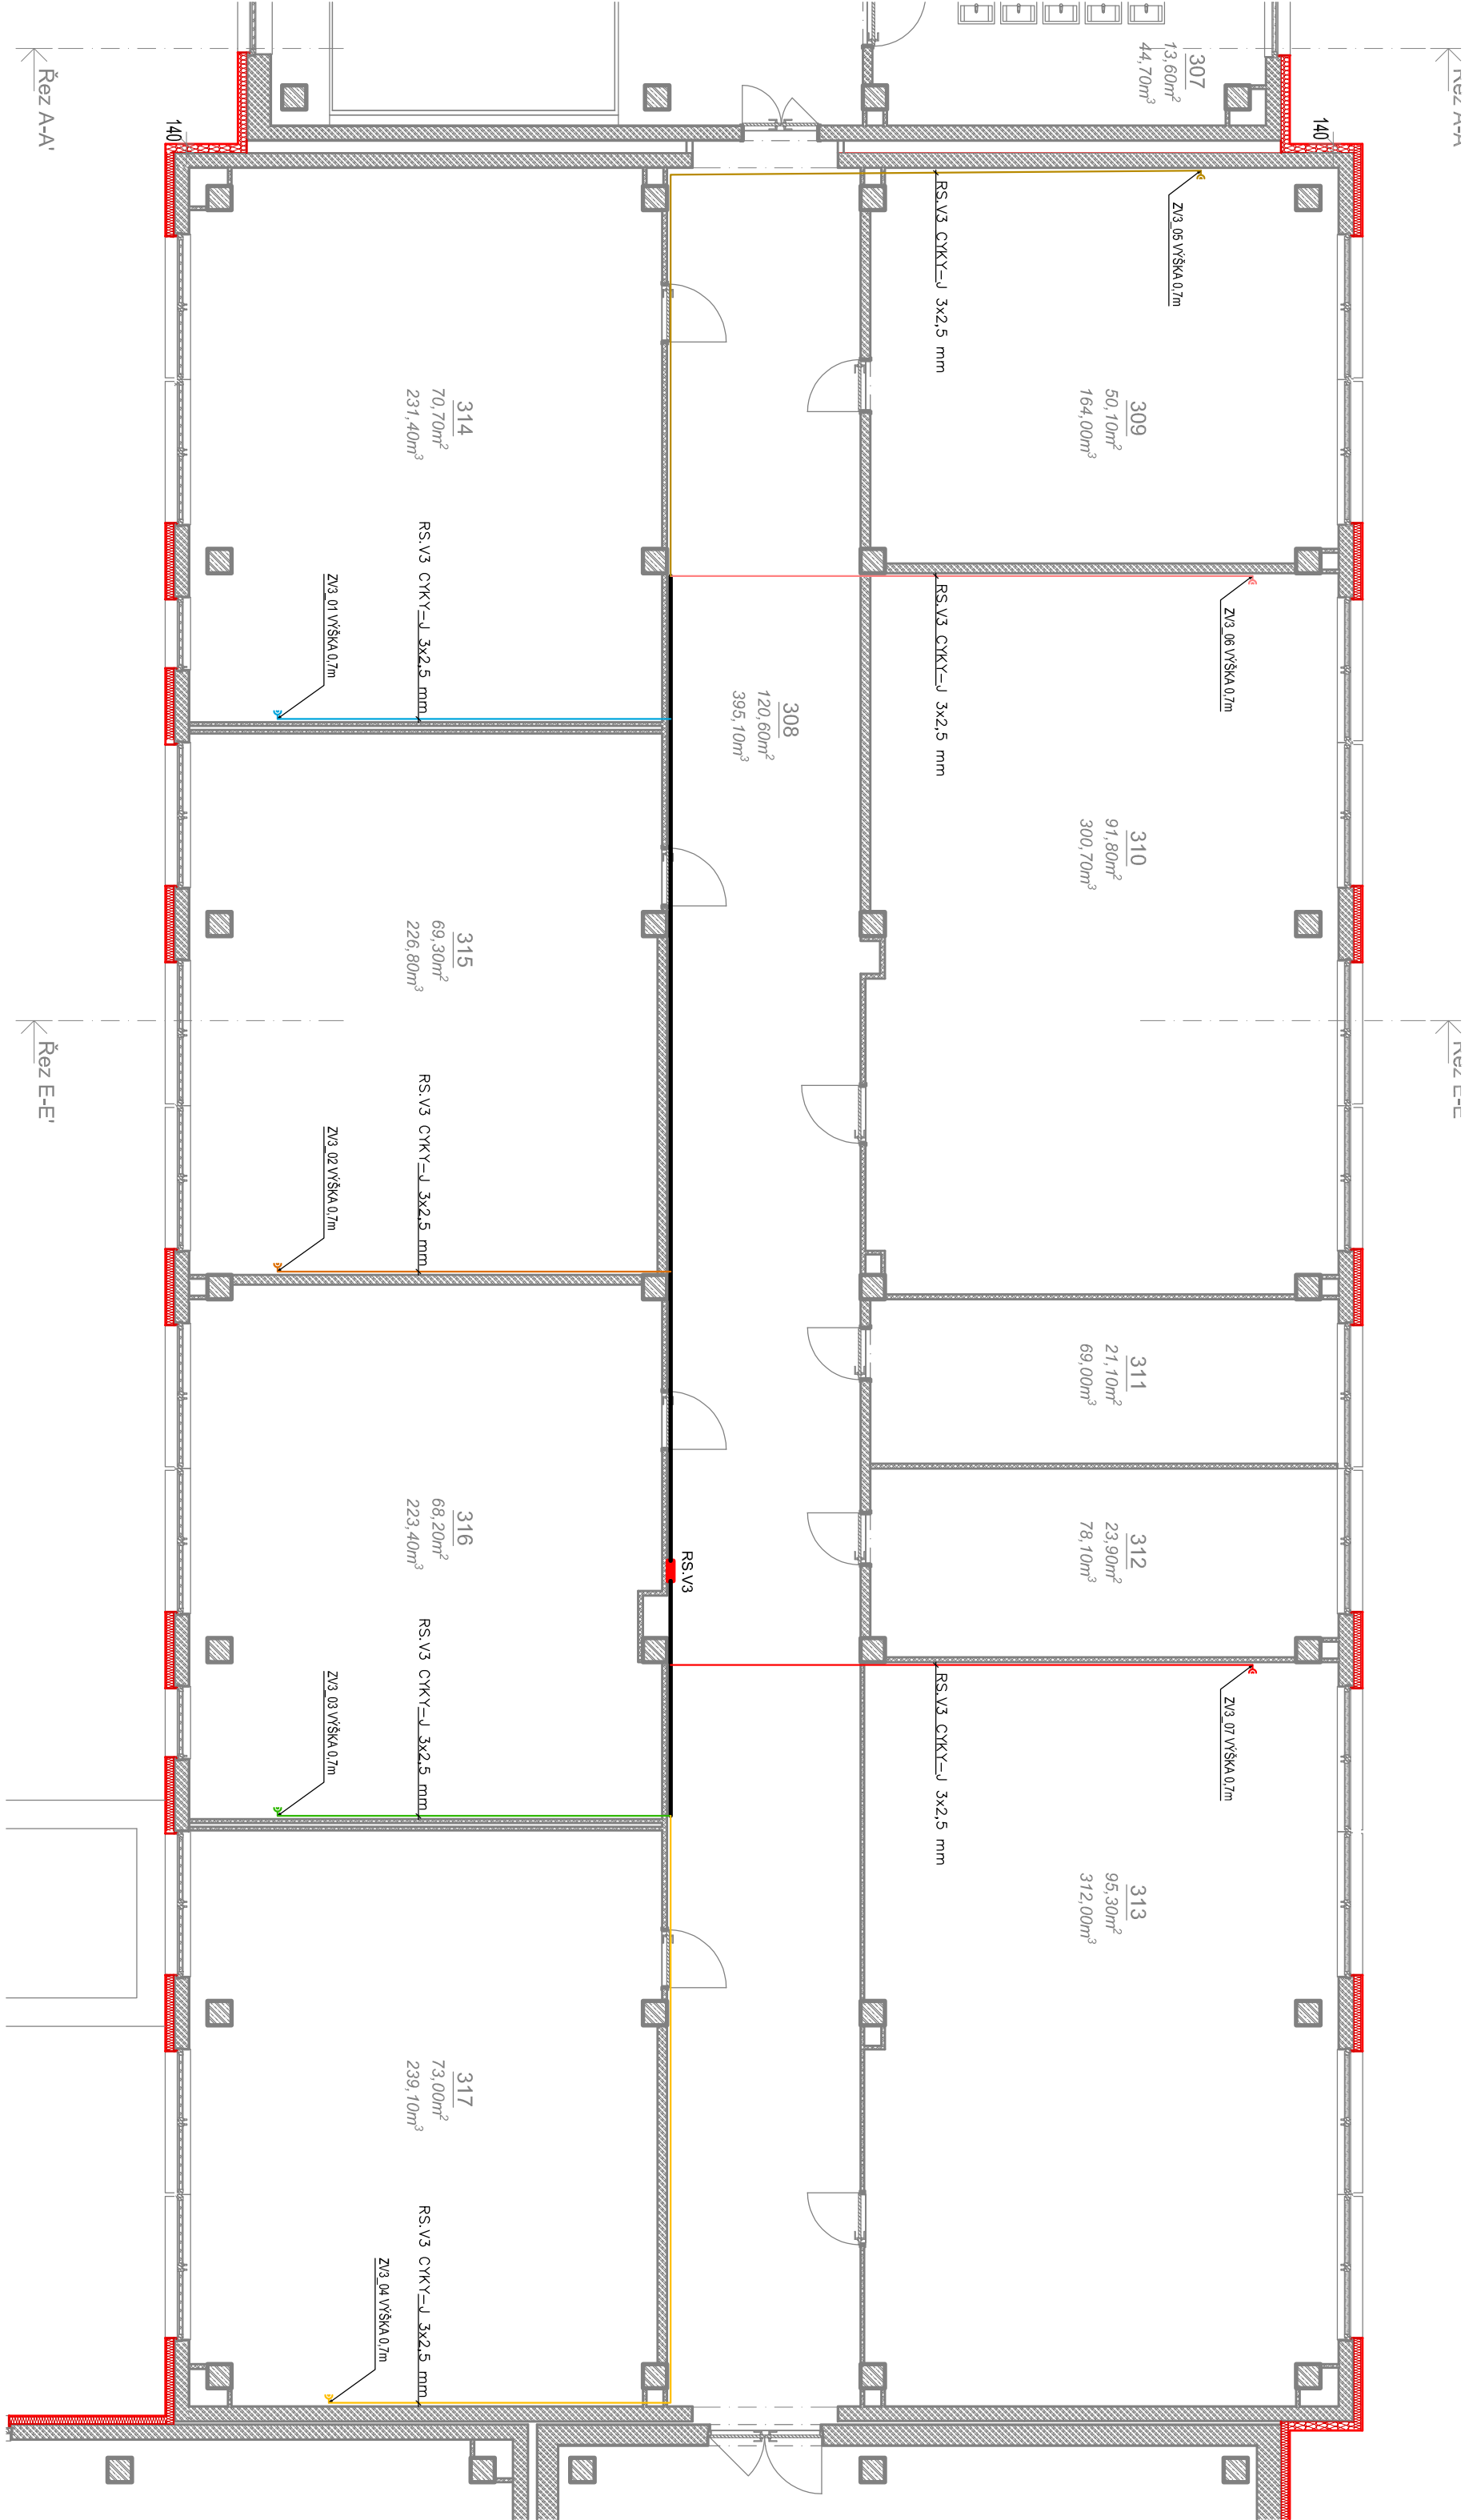 Řez A-A'
Řez A-A'
140
140
307
13,60m²
44,70m³
RS.V3 CYKY-J 3x2,5 mm
ZV3_05 VÝŠKA 0,7m
314
70,70m²
231,40m³
309
50,10m²
164,00m³
RS.V3 CYKY-J 3x2,5 mm
ZV3_01 VÝŠKA 0,7m
RS.V3 CYKY-J 3x2,5 mm
ZV3_06 VÝŠKA 0,7m
308
120,60m²
395,10m³
310
91,80m²
300,70m³
315
69,30m²
226,80m³
Řez E-E'
Řez E-E'
RS.V3 CYKY-J 3x2,5 mm
ZV3_02 VÝŠKA 0,7m
311
21,10m²
69,00m³
316
68,20m²
223,40m³
312
23,90m²
78,10m³
RS.V3
RS.V3 CYKY-J 3x2,5 mm
ZV3_03 VÝŠKA 0,7m
RS.V3 CYKY-J 3x2,5 mm
ZV3_07 VÝŠKA 0,7m
313
95,30m²
312,00m³
317
73,00m²
239,10m³
RS.V3 CYKY-J 3x2,5 mm
ZV3_04 VÝŠKA 0,7m